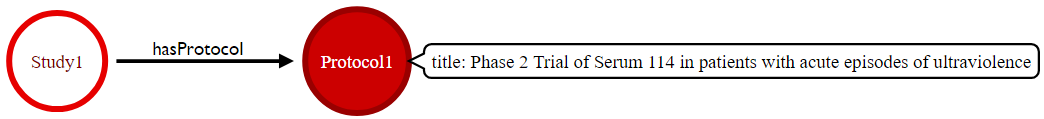 Study1
hasProtocol
Protocol1
title: Phase 2 Trial of Serum 114 in patients with acute episodes of ultraviolence